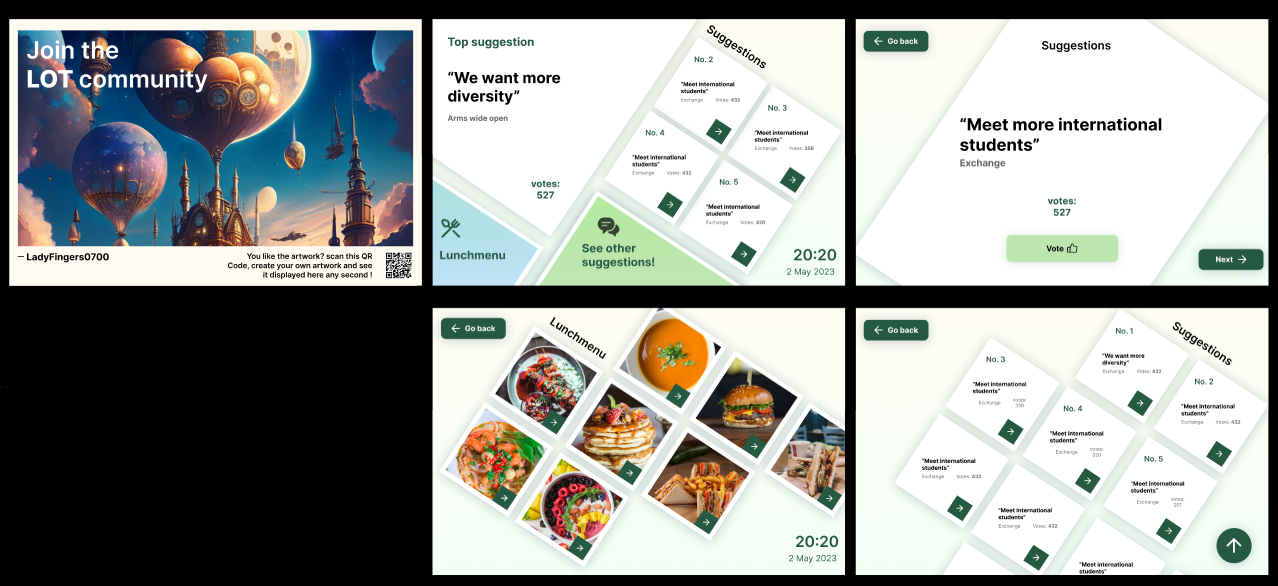 Join the
LOT community
— LadyFingers0700
You like the artwork? scan this QR
Code, create your own artwork and see
it displayed here any second !
Top suggestion
“We want more
diversity”
Arms wide open
votes:
527
Lunchmenu
See other
suggestions!
Suggestions
No. 2
“Meet international
students”
Exchange Votes: 432
No. 3
“Meet international
students”
Exchange Votes: 356
No. 4
“Meet international
students”
Exchange Votes: 432
No. 5
“Meet international
students”
Exchange Votes: 420
20:20
2 May 2023
Go back
Suggestions
“Meet more international
students”
Exchange
votes:
527
Vote
Next
Go back
Lunchmenu
20:20
2 May 2023
Go back
Suggestions
No. 1
“We want more
diversity”
Exchange Votes: 432
No. 2
“Meet international
students”
Exchange Votes: 432
No. 3
“Meet international
students”
Exchange votes:
356
No. 4
“Meet international
students”
Exchange votes:
320
No. 5
“Meet international
students”
Exchange votes:
201
“Meet international
students”
Exchange Votes: 432
“Meet international
students”
Exchange Votes: 432
“Meet international